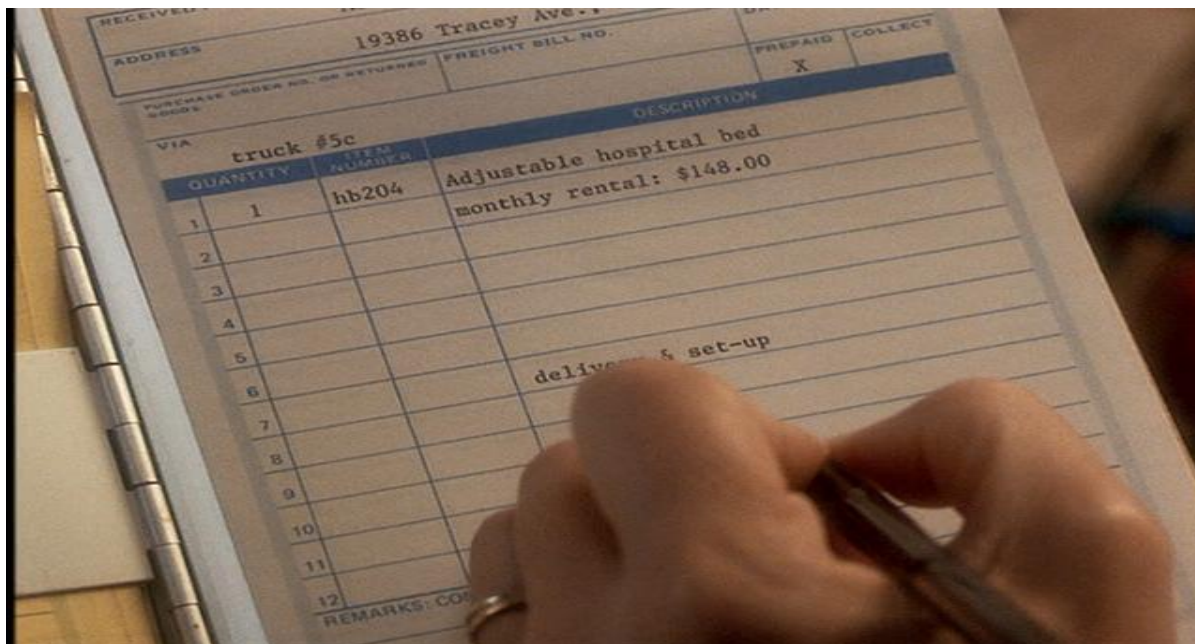 RECEIVED
ADDRESS 19386 Tracey Ave.,
PURCHASE ORDER NO. OR RETURNED GOODS FREIGHT BILL NO. PREPAID COLLECT
X
VIA truck #5c
QUANTITY ITEM NUMBER DESCRIPTION
1 1 hb204 Adjustable hospital bed
2 monthly rental: $148.00
3
4
5
6
7 delivery & set-up
8
9
10
11
12
REMARKS: